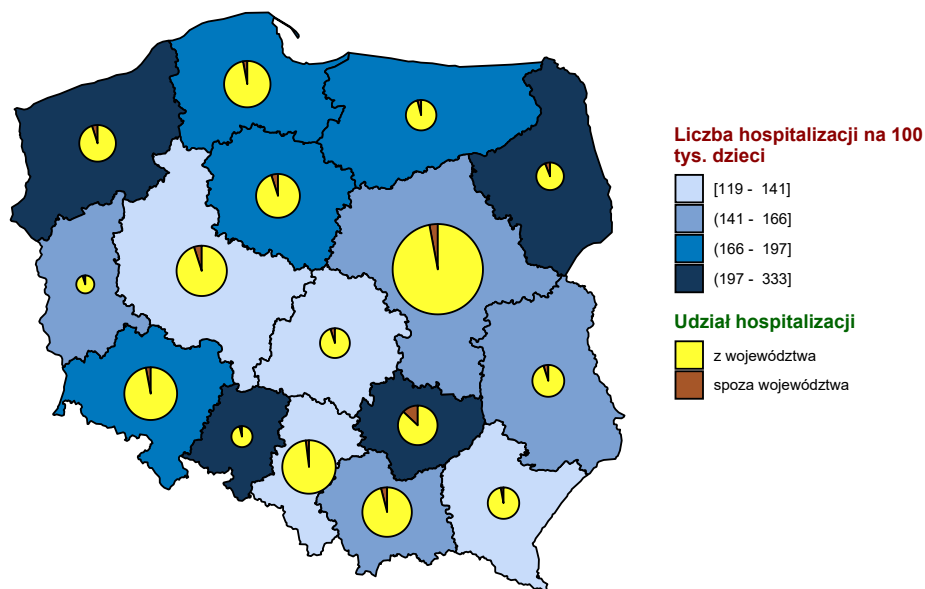 Liczba hospitalizacji na 100
tys. dzieci
[119 - 141]
(141 - 166]
(166 - 197]
(197 - 333]
Udział hospitalizacji
z województwa
spoza województwa